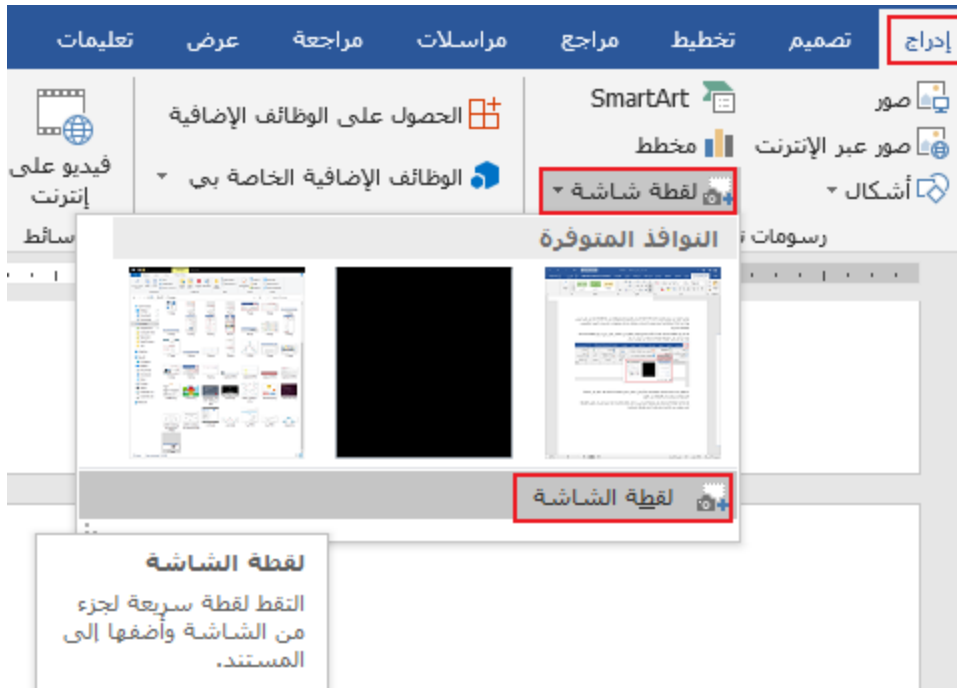 إدراج تصميم تخطيط مراجع مراسلات مراجعة عرض تعليمات
صور
صور عبر الإنترنت
أشكال
SmartArt
مخطط
لقطة شاشة
رسومات
الحصول على الوظائف الإضافية
الوظائف الإضافية الخاصة بي
فيديو على
إنترنت
سائط
النوافذ المتوفرة
لقطة الشاشة
لقطة الشاشة
التقط لقطة سريعة لجزء
من الشاشة وأضفها إلى
المستند.